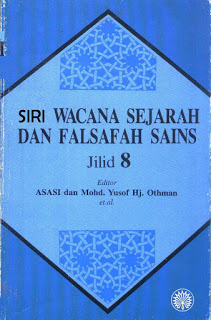 SIRI WACANA SEJARAH
DAN FALSAFAH SAINS
Jilid 8
Editor
ASASI dan Mohd. Yusof Hj. Othman
et al.